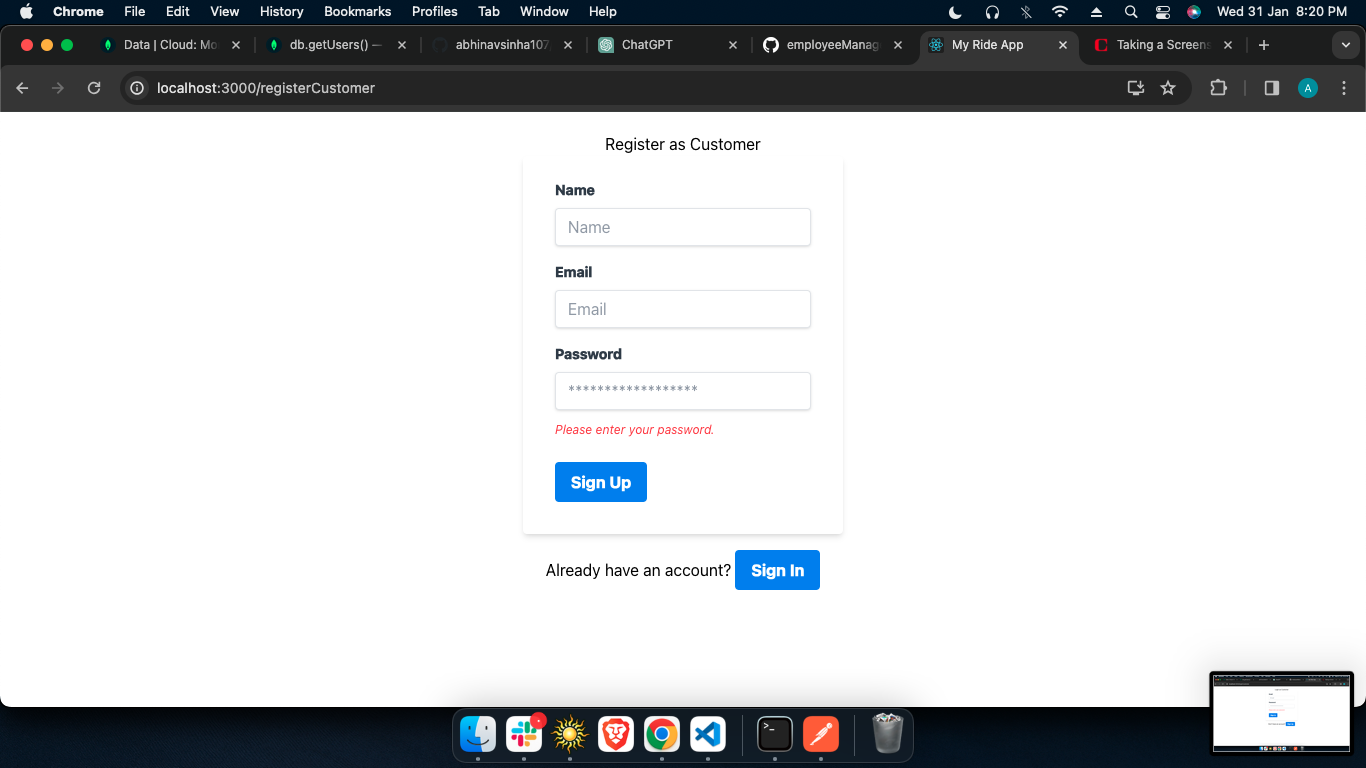 Chrome File Edit View History Bookmarks Profiles Tab Window Help Wed 31 Jan 8:20 PM
Data | Cloud: Mo db.getUsers() — abhinavsinha107 ChatGPT employeeManag My Ride App Taking a Screens
localhost:3000/registerCustomer A
Register as Customer
Name
Name
Email
Email
Password
******************
Please enter your password.
Sign Up
Already have an account? Sign In